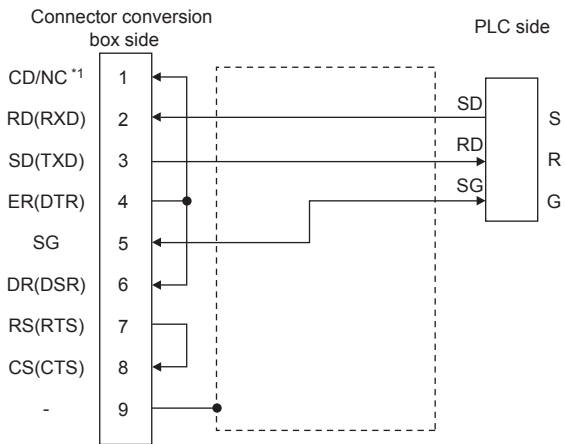 Connector conversion
box side
PLC side
CD/NC *1 1
RD(RXD) 2 SD S
SD(TXD) 3 RD R
ER(DTR) 4 SG G
SG 5
DR(DSR) 6
RS(RTS) 7
CS(CTS) 8
- 9